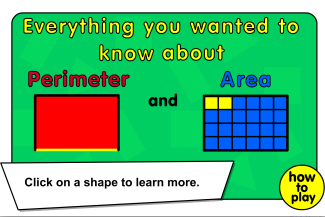 Everything you wanted to
know about
Perimeter
and
Area
Click on a shape to learn more.
how
to
play